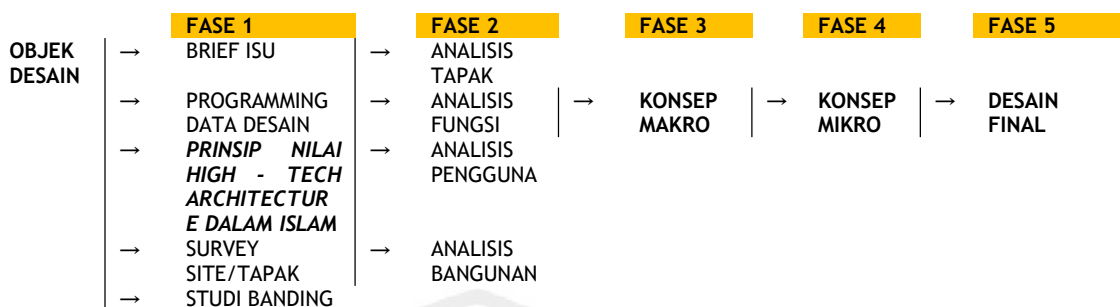 FASE 1 FASE 2 FASE 3 FASE 4 FASE 5
OBJEK → BRIEF ISU → ANALISIS
DESAIN TAPAK
→ PROGRAMMING → ANALISIS → KONSEP → KONSEP → DESAIN
DATA DESAIN FUNGSI MAKRO MIKRO FINAL
→ PRINSIP NILAI → ANALISIS
HIGH - TECH PENGGUNA
ARCHITECTUR
E DALAM ISLAM
→ SURVEY → ANALISIS
SITE/TAPAK BANGUNAN
→ STUDI BANDING